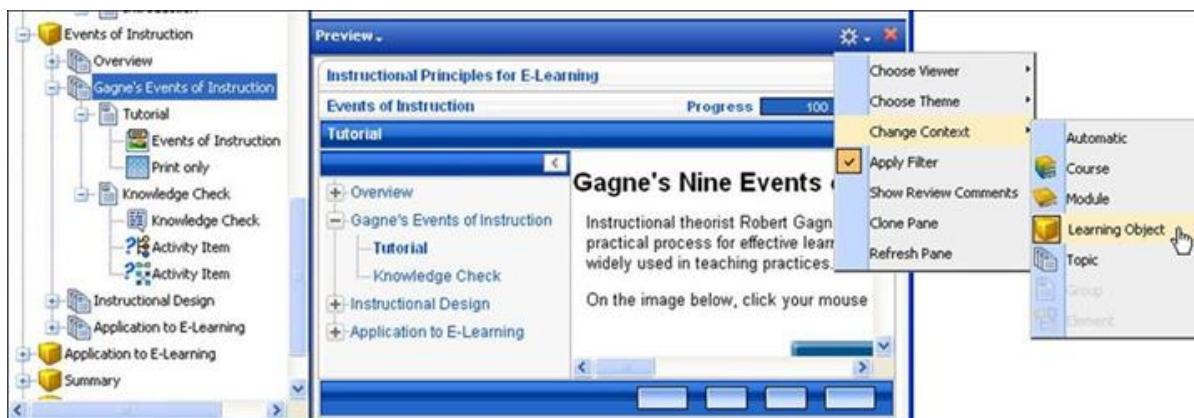 Events of Instruction
Overview
Gagne's Events of Instruction
Tutorial
Events of Instruction
Print only
Knowledge Check
Knowledge Check
Activity Item
Activity Item
Instructional Design
Application to E-Learning
Application to E-Learning
Summary
Preview
Instructional Principles for E-Learning
Events of Instruction Progress 100
Tutorial
Overview
Gagne's Events of Instruction
Tutorial
Knowledge Check
Instructional Design
Application to E-Learning
Gagne's Nine Events
Instructional theorist Robert Gagn
practical process for effective lear
widely used in teaching practices.
On the image below, click your mouse
Choose Viewer
Choose Theme
Change Context
Apply Filter
Show Review Comments
Clone Pane
Refresh Pane
Automatic
Course
Module
Learning Object
Topic
Group
Element